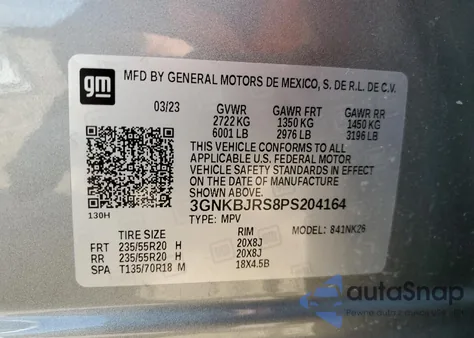 gm
MFD BY GENERAL MOTORS DE MEXICO, S. DE R.L. DE C.V.
03/23 GVWR GAWR FRT GAWR RR
2722 KG 1350 KG 1450 KG
6001 LB 2976 LB 3196 LB
THIS VEHICLE CONFORMS TO ALL
APPLICABLE U.S. FEDERAL MOTOR
VEHICLE SAFETY STANDARDS IN EFFECT
ON THE DATE OF MANUFACTURE
SHOWN ABOVE.
3GNKBJRS8PS204164
130H TYPE: MPV
TIRE SIZE RIM MODEL: 841NK26
FRT 235/55R20 H 20X8J
RR 235/55R20 H 20X8J
SPA T135/70R18 M 18X4.5B
autoSnap